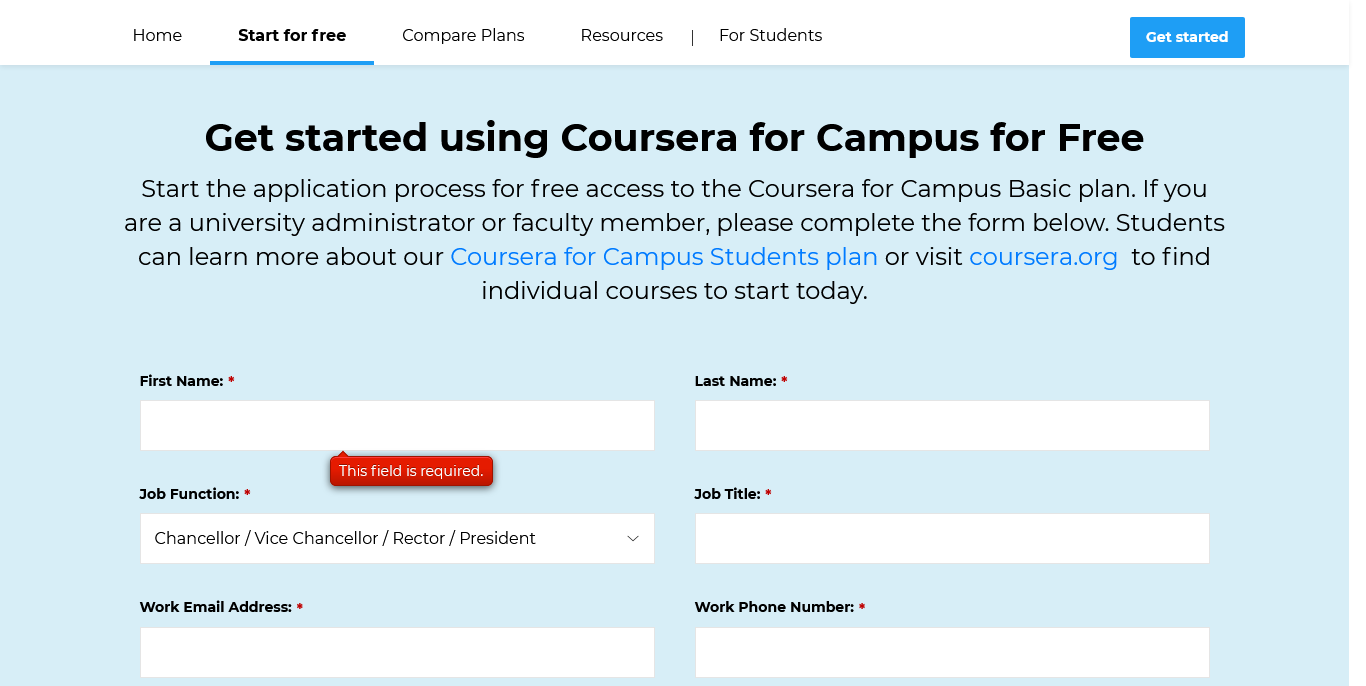 Home Start for free Compare Plans Resources | For Students Get started
Get started using Coursera for Campus for Free
Start the application process for free access to the Coursera for Campus Basic plan. If you
are a university administrator or faculty member, please complete the form below. Students
can learn more about our Coursera for Campus Students plan or visit coursera.org to find
individual courses to start today.
First Name: * Last Name: *
This field is required.
Job Function: * Job Title: *
Chancellor / Vice Chancellor / Rector / President
Work Email Address: * Work Phone Number: *